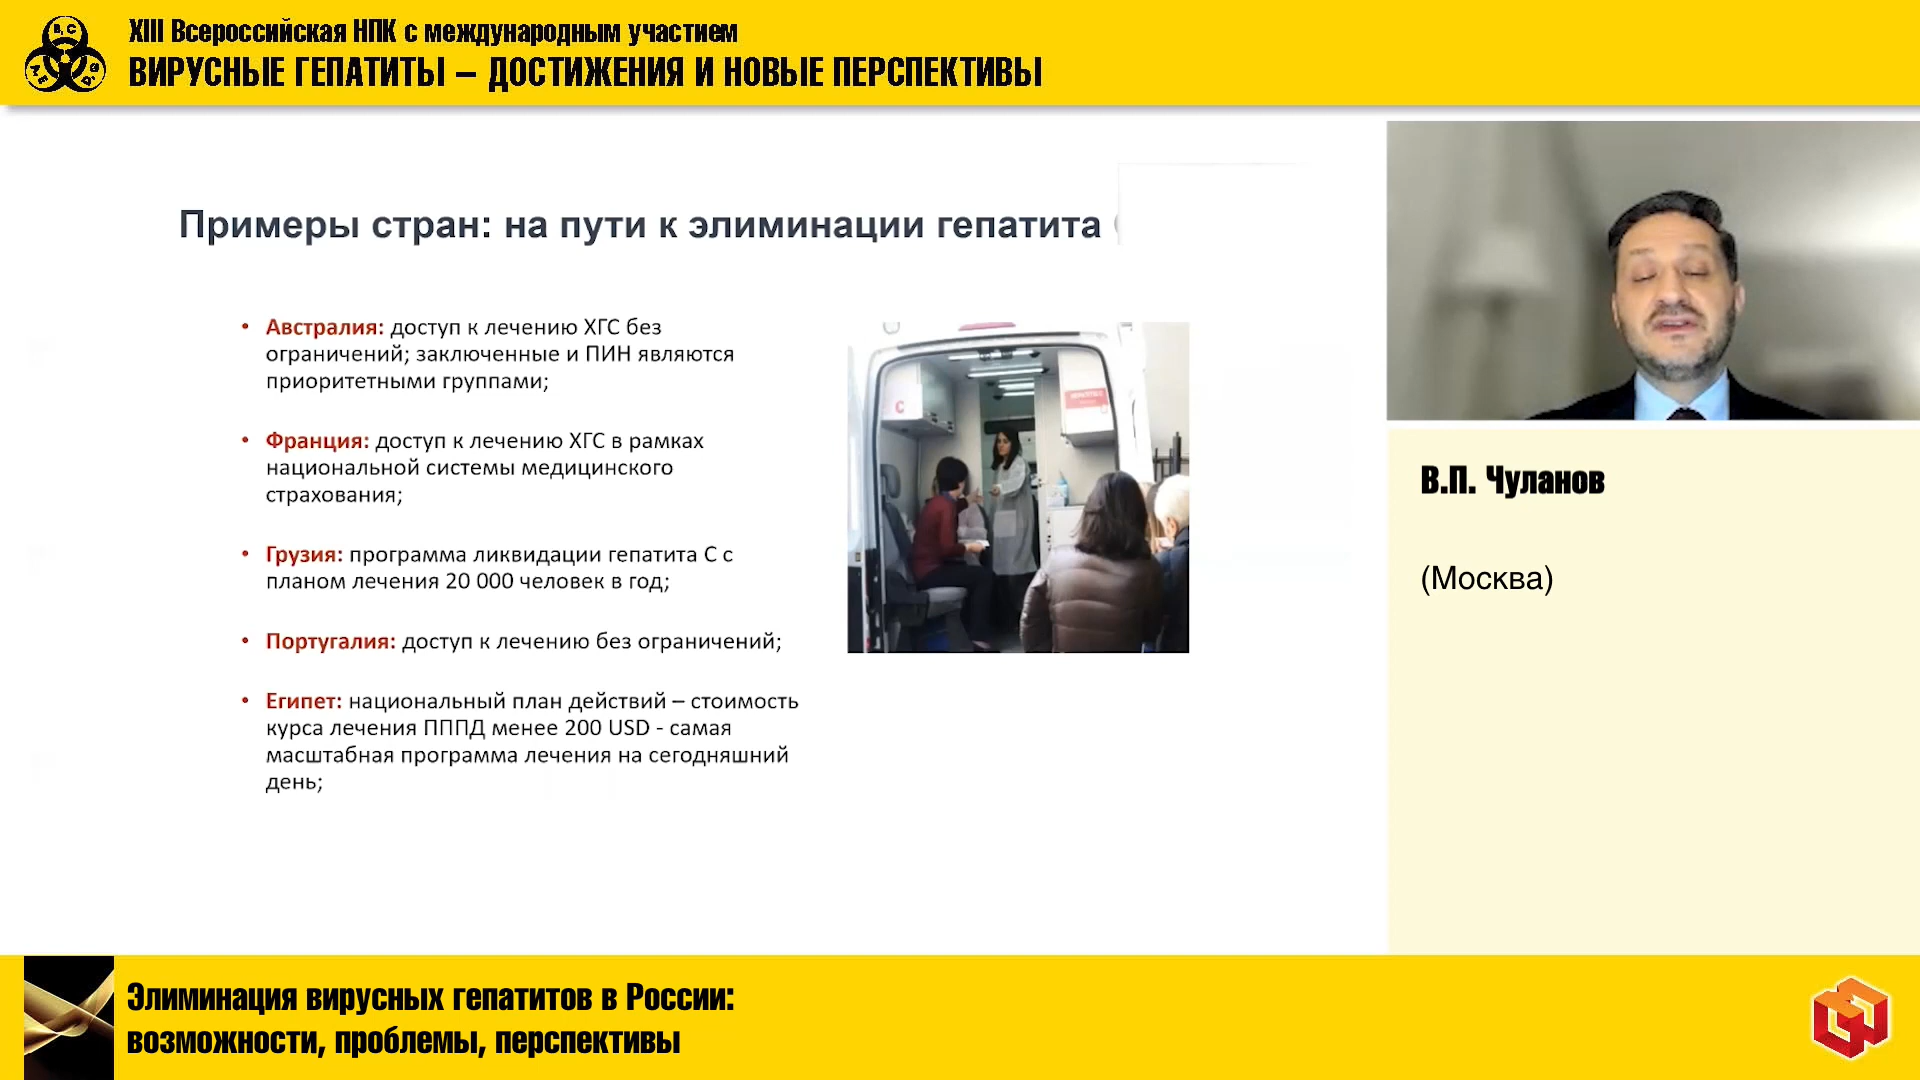 XIII Всероссийская НПК с международным участием
ВИРУСНЫЕ ГЕПАТИТЫ – ДОСТИЖЕНИЯ И НОВЫЕ ПЕРСПЕКТИВЫ
Примеры стран: на пути к элиминации гепатита
• Австралия: доступ к лечению ХГС без
ограничений; заключенные и ПИН являются
приоритетными группами;
• Франция: доступ к лечению ХГС в рамках
национальной системы медицинского
страхования;
• Грузия: программа ликвидации гепатита С с
планом лечения 20 000 человек в год;
• Португалия: доступ к лечению без ограничений;
• Египет: национальный план действий – стоимость
курса лечения ПППД менее 200 USD - самая
масштабная программа лечения на сегодняшний
день;
В.П. Чуланов
(Москва)
Элиминация вирусных гепатитов в России:
возможности, проблемы, перспективы